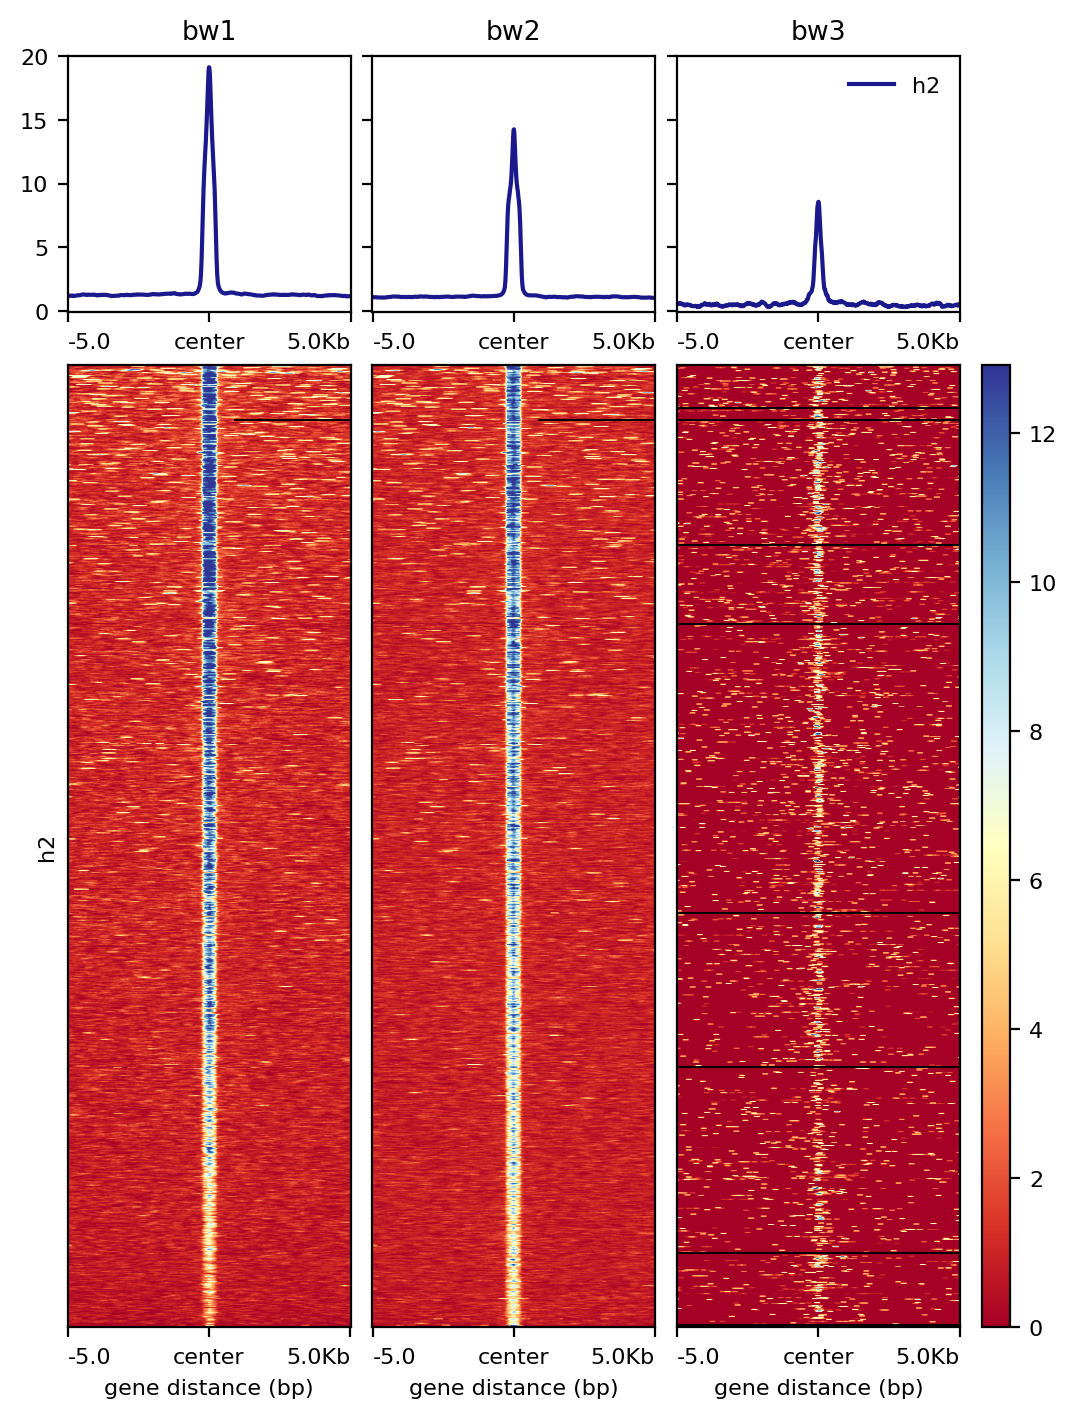 bw1 bw2 bw3
20
15
10
5
0
h2
-5.0 center 5.0Kb -5.0 center 5.0Kb -5.0 center 5.0Kb
h2
12
10
8
6
4
2
0
-5.0 center 5.0Kb -5.0 center 5.0Kb -5.0 center 5.0Kb
gene distance (bp) gene distance (bp) gene distance (bp)